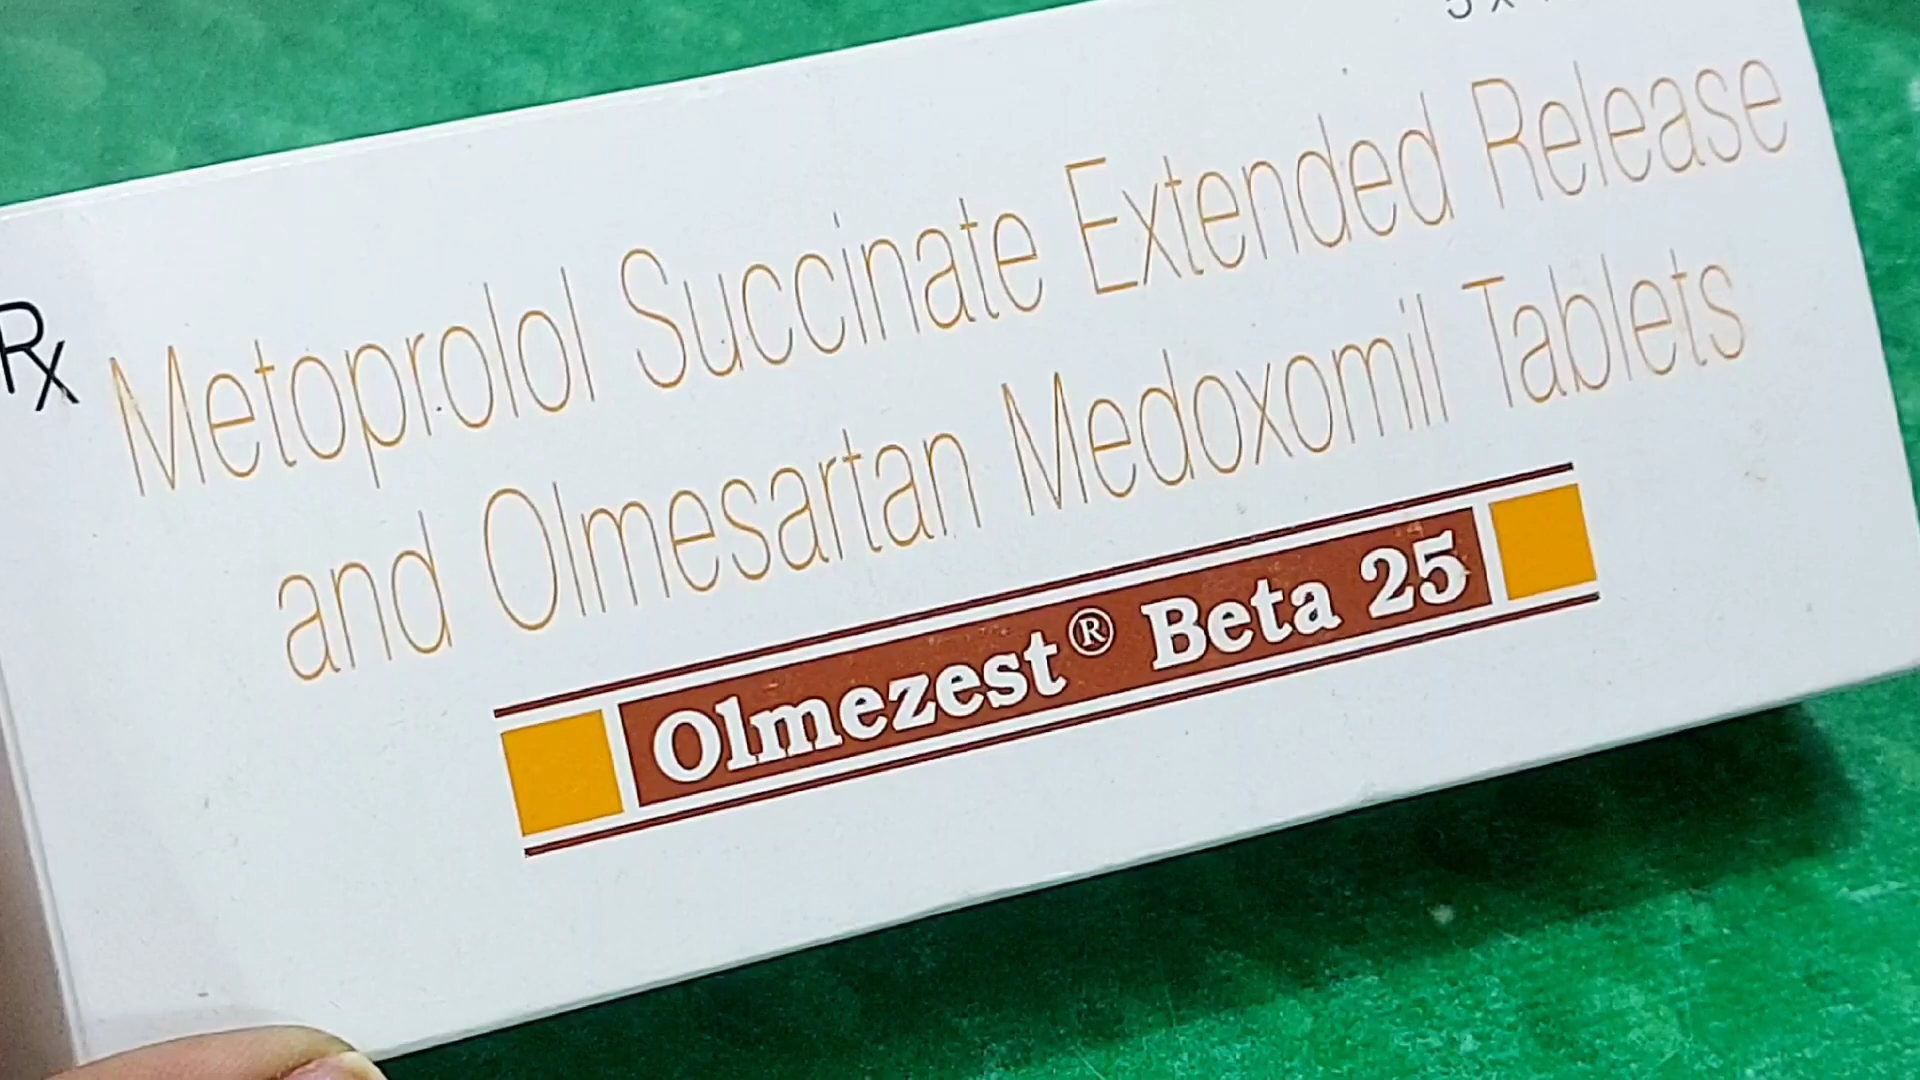 Rx
Metoprolol Succinate Extended Release
and Olmesartan Medoxomil Tablets
Olmezest® Beta 25